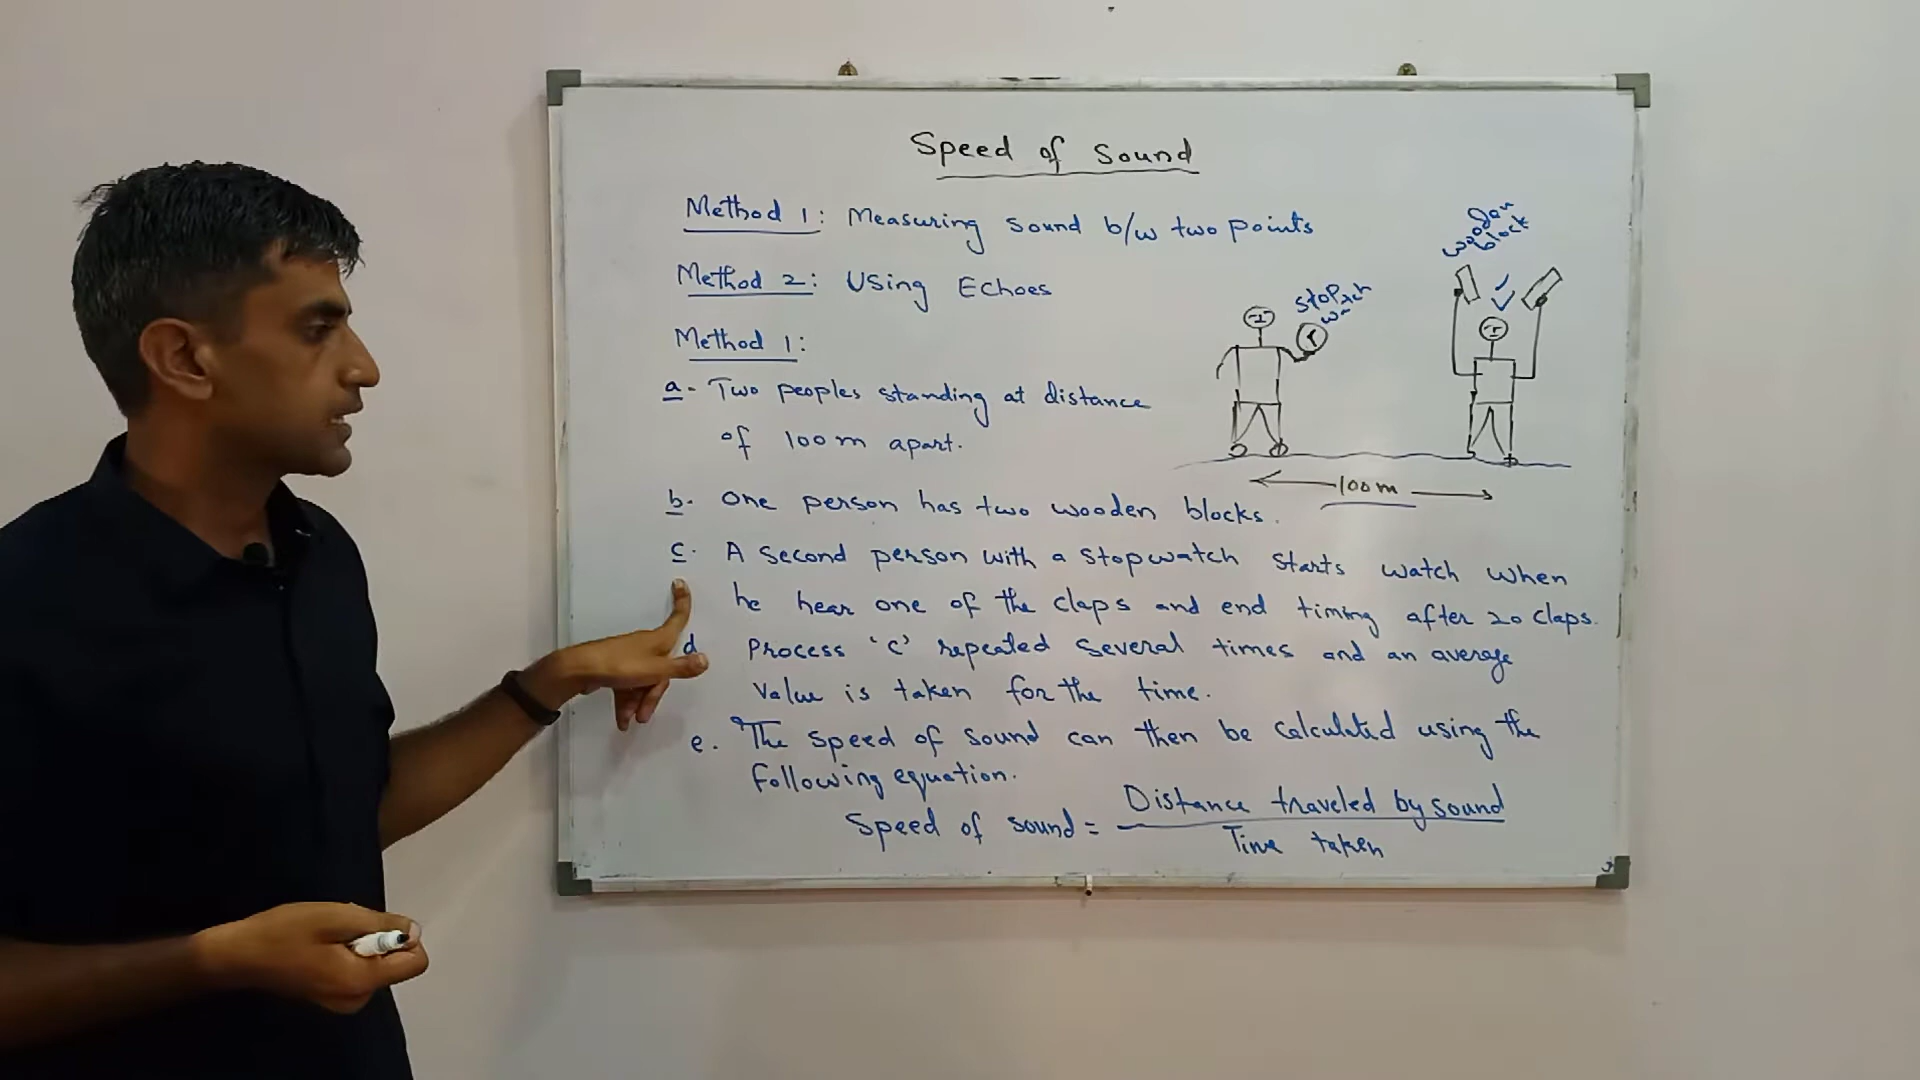 Speed of Sound
Method 1: Measuring sound b/w two points
Method 2: Using Echoes
Method 1:
a- Two peoples standing at distance
of 100m apart.
b. One person has two wooden blocks.
c. A second person with a stopwatch starts watch when
he hear one of the claps and end timing after 20 claps.
d Process 'c' repeated several times and an average
value is taken for the time.
e. The speed of sound can then be calculated using the
following equation.
Speed of sound = Distance traveled by sound
Time taken
wooden
block
100m